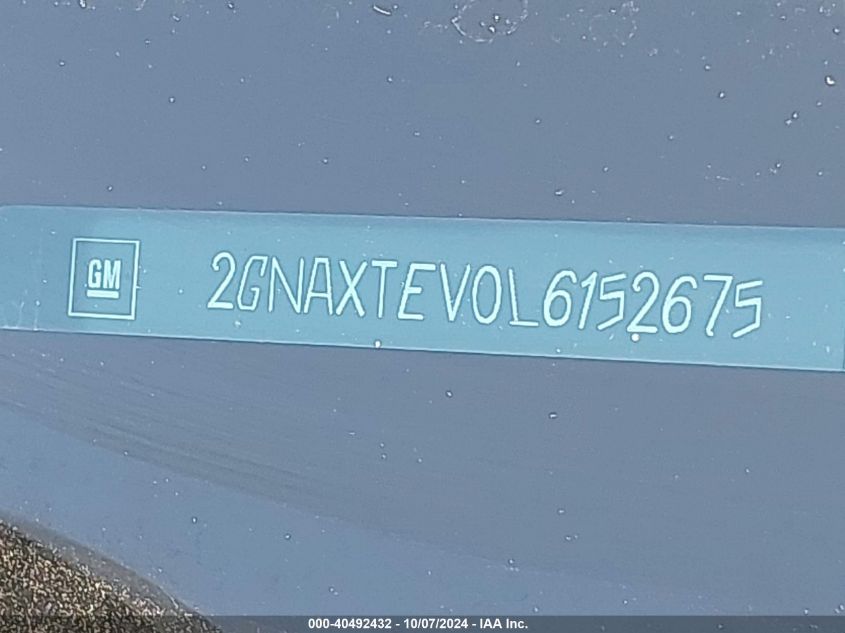 GM
2GNAXTEV0L6152675
000-40492432 - 10/07/2024 - IAA Inc.